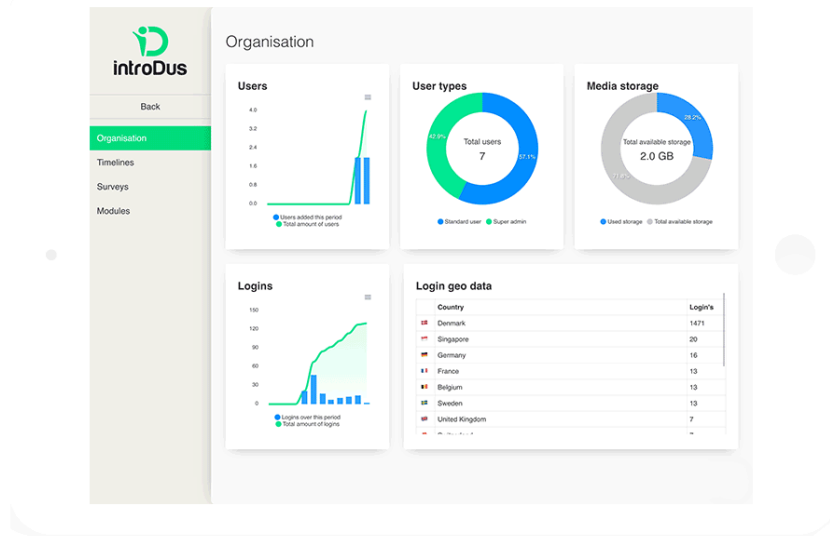 introDus
Back
Organisation
Timelines
Surveys
Modules
Organisation
Users
4.0
3.2
2.4
1.6
0.8
0.0
Users added this period
Total amount of users
User types
42.9%
57.1%
Total users
7
Standard user Super admin
Media storage
28.2%
Total available storage
2.0 GB
71.8%
Used storage Total available storage
Logins
150
120
90
60
30
0
Logins over this period
Total amount of logins
Login geo data
Country Login's
Denmark 1471
Singapore 20
Germany 16
France 13
Belgium 13
Sweden 13
United Kingdom 7